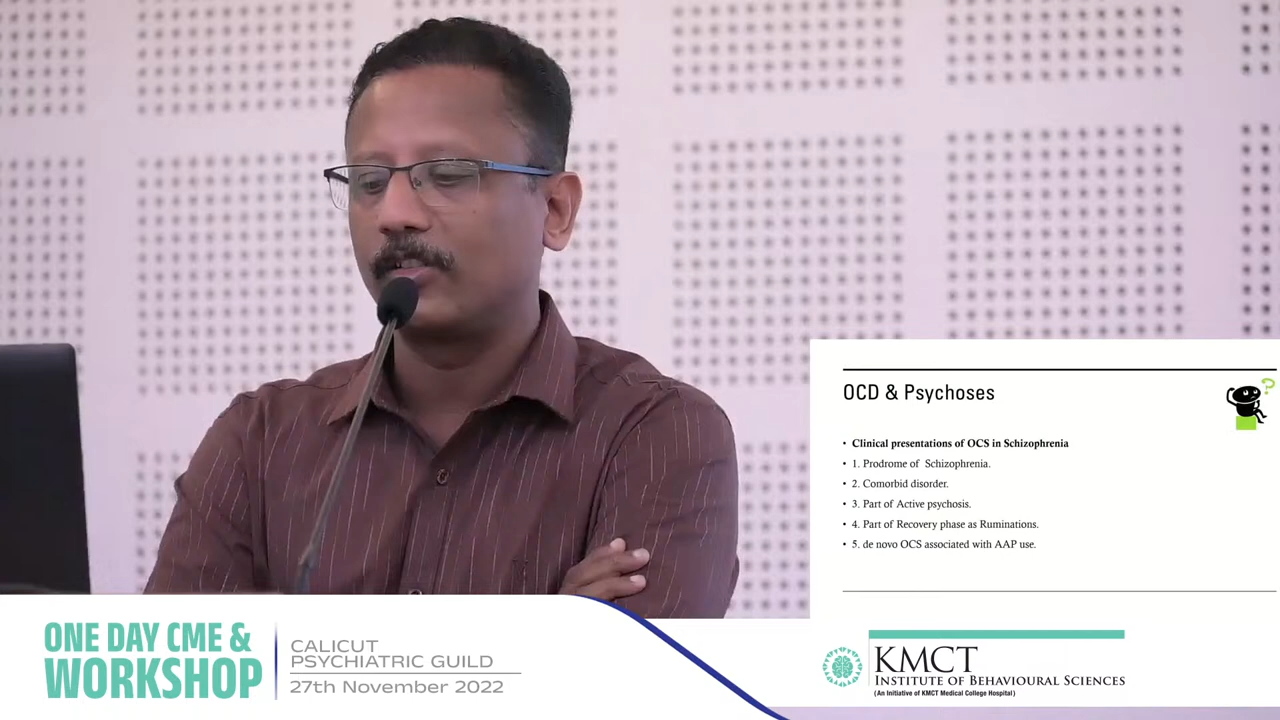 OCD & Psychoses
• Clinical presentations of OCS in Schizophrenia
• 1. Prodrome of Schizophrenia.
• 2. Comorbid disorder.
• 3. Part of Active psychosis.
• 4. Part of Recovery phase as Ruminations.
• 5. de novo OCS associated with AAP use.
ONE DAY CME &
WORKSHOP
CALICUT
PSYCHIATRIC GUILD
27th November 2022
KMCT
INSTITUTE OF BEHAVIOURAL SCIENCES
(An Initiative of KMCT Medical College Hospital)